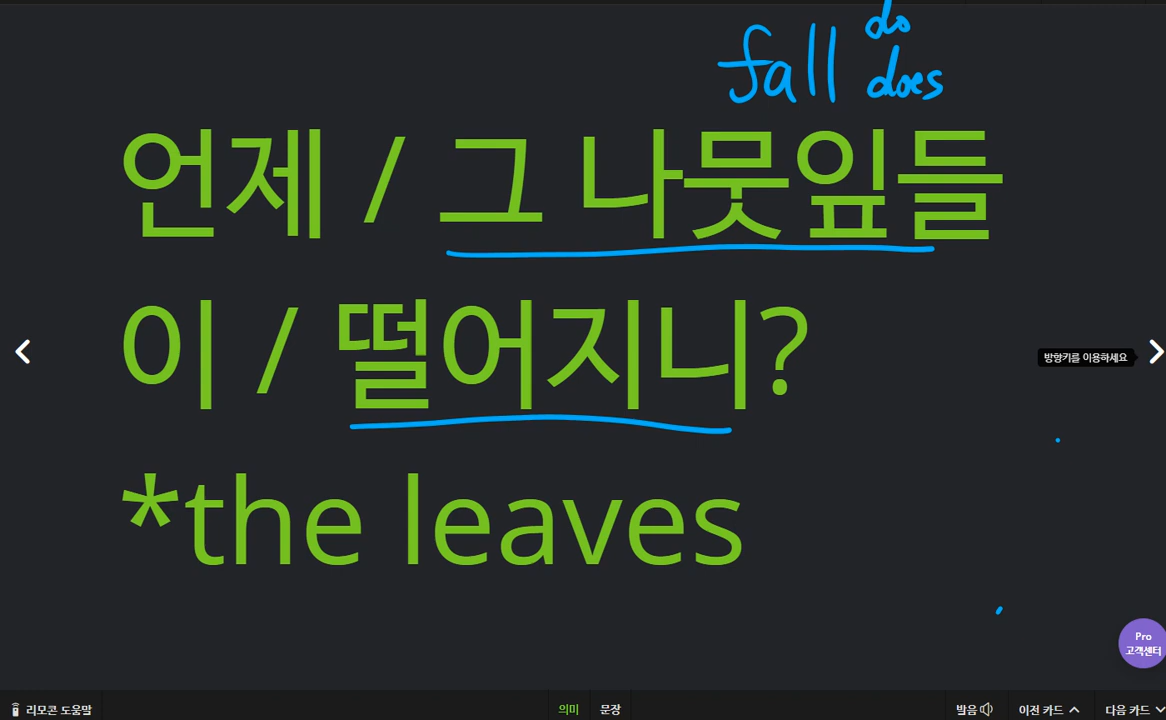 do
fall does
언제 / 그 나뭇잎들
이 / 떨어지니?
방향키를 이용하세요
*the leaves
Pro
고객센터
리모콘 도움말 의미 문장 발음 이전 카드 다음 카드